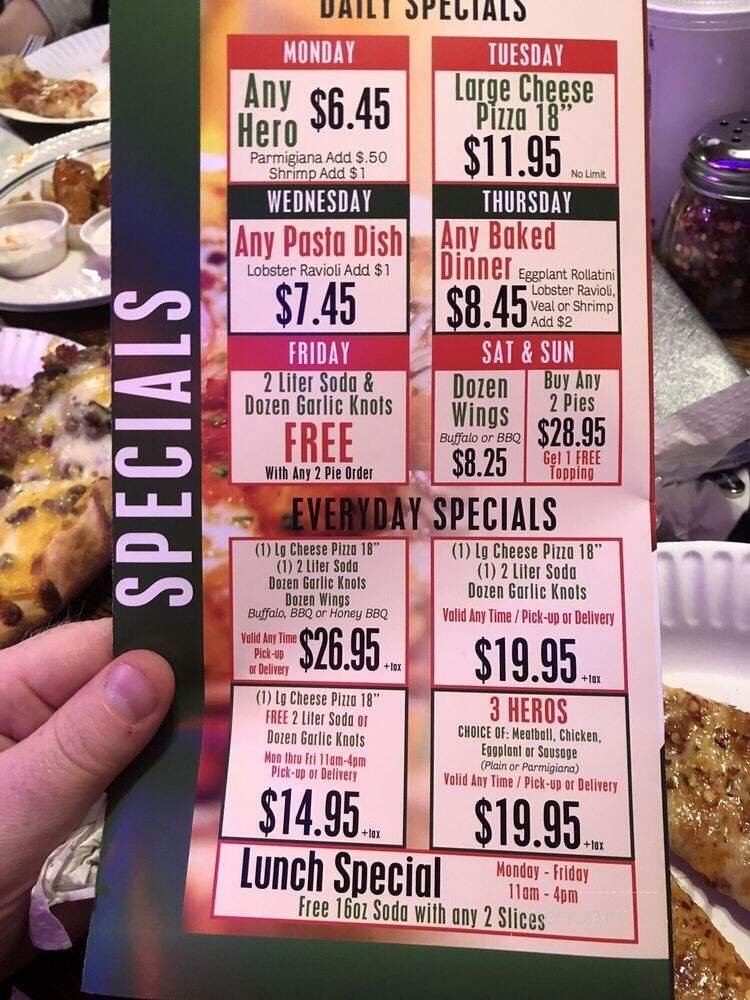 DAILY SPECIALS
SPECIALS
MONDAY
Any Hero $6.45
Parmigiana Add $.50
Shrimp Add $1
TUESDAY
Large Cheese
Pizza 18”
$11.95 No Limit
WEDNESDAY
Any Pasta Dish
Lobster Ravioli Add $1
$7.45
THURSDAY
Any Baked
Dinner
$8.45
Eggplant Rollatini
Lobster Ravioli,
Veal or Shrimp
Add $2
FRIDAY
2 Liter Soda &
Dozen Garlic Knots
FREE
With Any 2 Pie Order
SAT & SUN
Dozen
Wings
Buffalo or BBQ
$8.25
Buy Any
2 Pies
$28.95
Get 1 FREE
Topping
EVERYDAY SPECIALS
(1) Lg Cheese Pizza 18”
(1) 2 Liter Soda
Dozen Garlic Knots
Dozen Wings
Buffalo, BBQ or Honey BBQ
Valid Any Time
Pick-up
or Delivery
$26.95 +tax
(1) Lg Cheese Pizza 18”
(1) 2 Liter Soda
Dozen Garlic Knots
Valid Any Time / Pick-up or Delivery
$19.95 +tax
(1) Lg Cheese Pizza 18”
FREE 2 Liter Soda or
Dozen Garlic Knots
Mon thru Fri 11am-4pm
Pick-up or Delivery
$14.95 +tax
3 HEROS
CHOICE OF: Meatball, Chicken,
Eggplant or Sausage
(Plain or Parmigiana)
Valid Any Time / Pick-up or Delivery
$19.95 +tax
Lunch Special
Monday - Friday
11am - 4pm
Free 16oz Soda with any 2 Slices